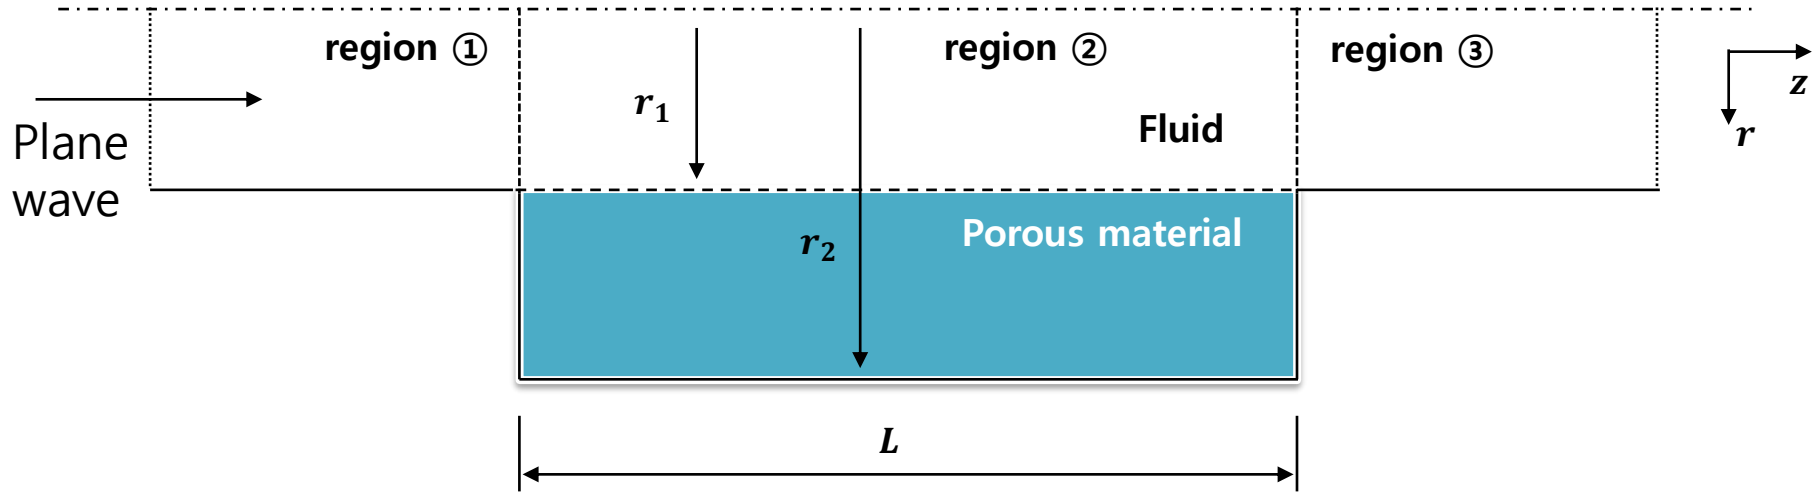 region ①
region ②
region ③
z
r
r₁
Fluid
Plane
wave
Porous material
r₂
L